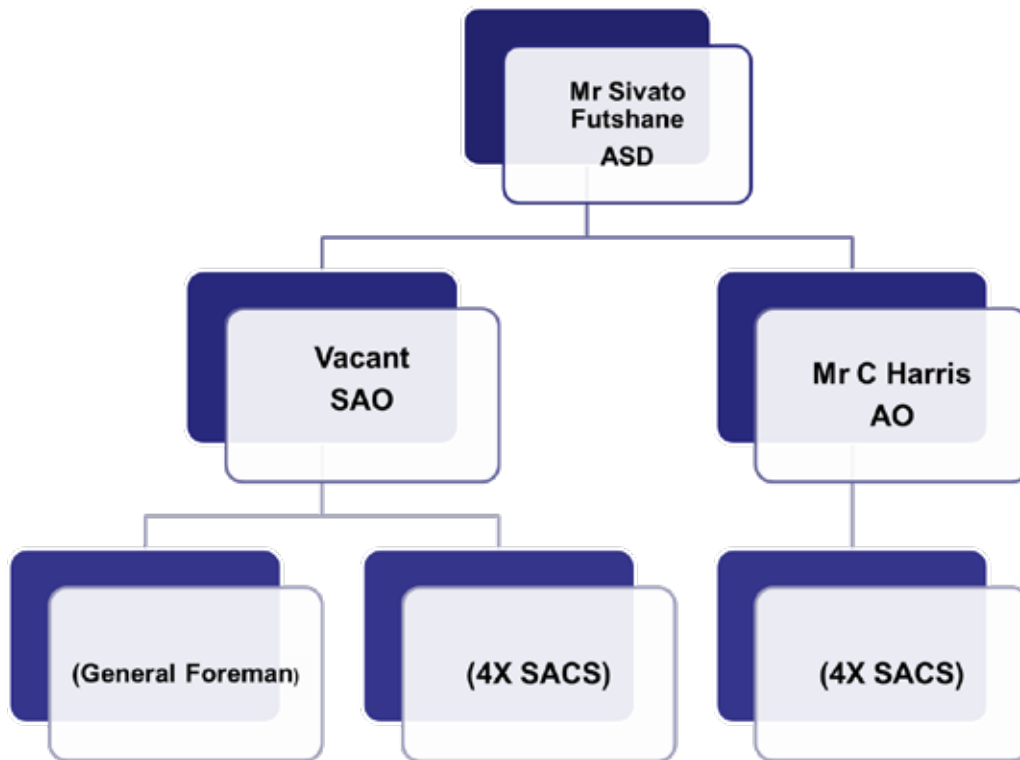 Mr Sivato
Futshane
ASD
Vacant
SAO
Mr C Harris
AO
(General Foreman)
(4X SACS)
(4X SACS)